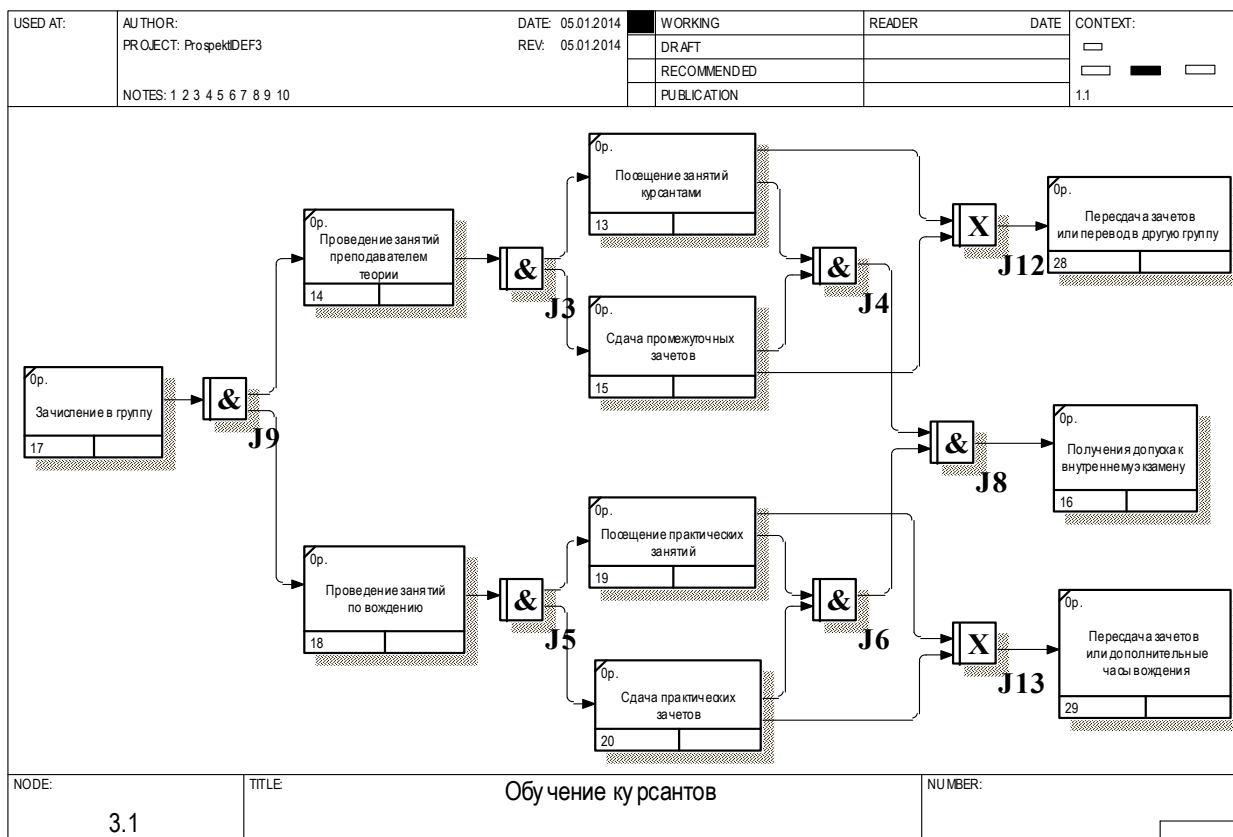 USED AT:
AUTHOR:
DATE: 05.01.2014
WORKING
READER
DATE
CONTEXT:
PROJECT: ProspektIDEF3
REV: 05.01.2014
DRAFT
RECOMMENDED
NOTES: 1 2 3 4 5 6 7 8 9 10
PUBLICATION
1.1
0р.
Зачисление в группу
17
&
J9
0р.
Проведение занятий
преподавателем
теории
14
&
J3
0р.
Посещение занятий
курсантами
13
0р.
Сдача промежуточных
зачетов
15
&
J4
X
J12
0р.
Пересдача зачетов
или перевод в другую группу
28
&
J8
0р.
Получения допуска к
внутреннему экзамену
16
0р.
Проведение занятий
по вождению
18
&
J5
0р.
Посещение практических
занятий
19
0р.
Сдача практических
зачетов
20
&
J6
X
J13
0р.
Пересдача зачетов
или дополнительные
часы вождения
29
NODE:
3.1
TITLE:
Обучение курсантов
NUMBER: